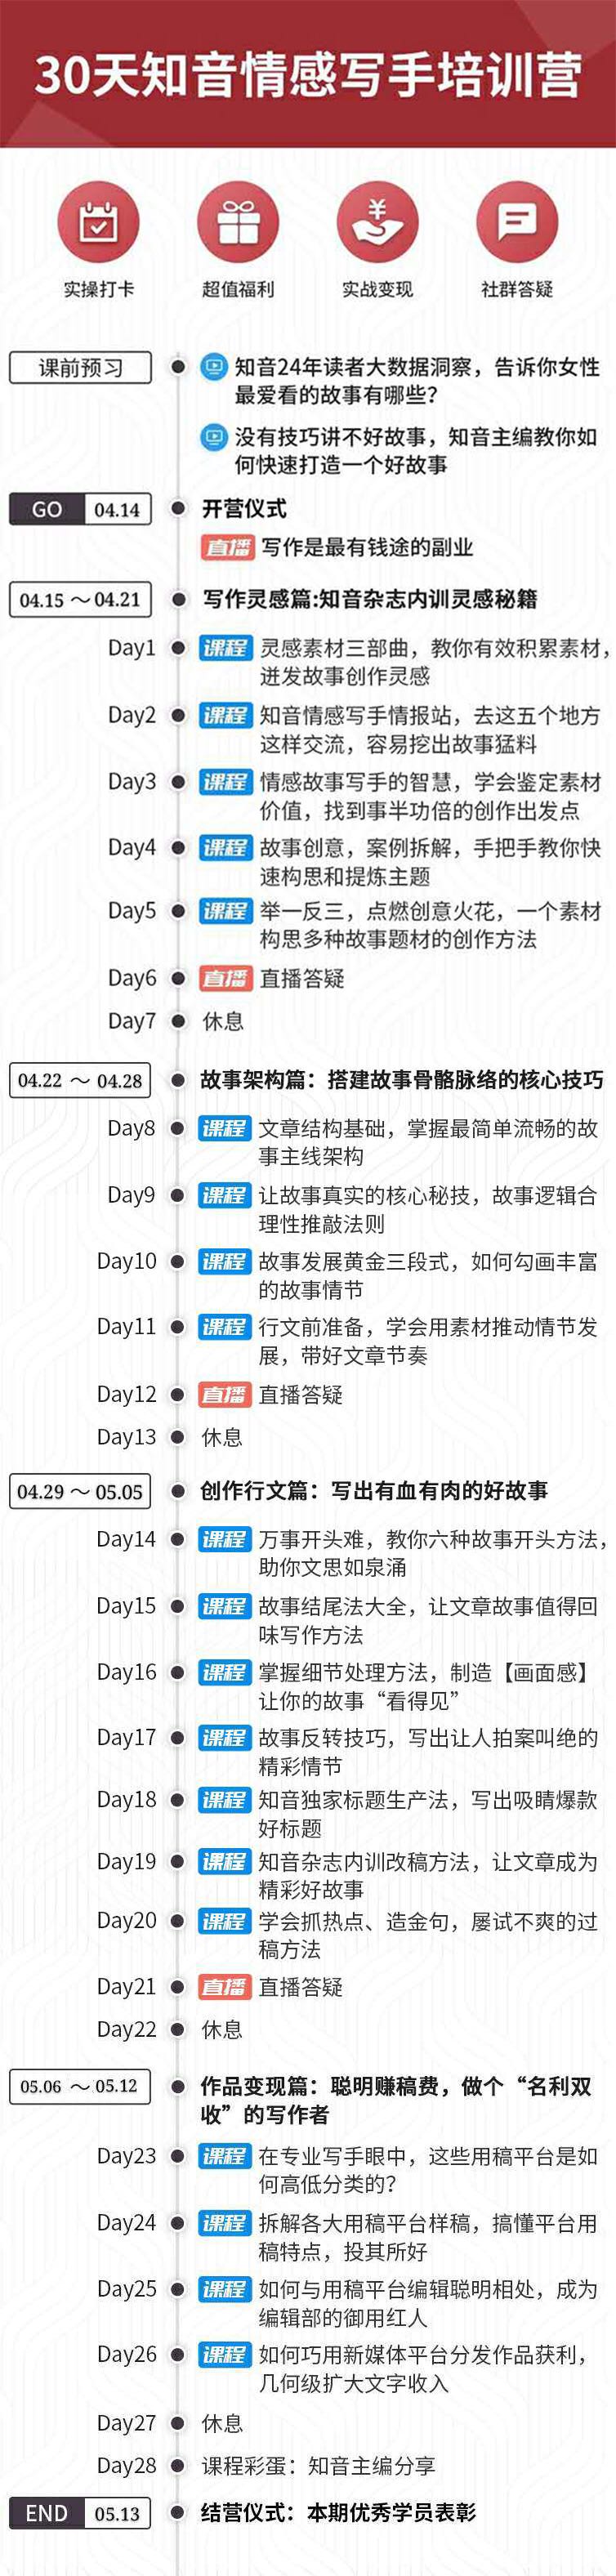 30天知音情感写手培训营
实操打卡
超值福利
实战变现
社群答疑
课前预习
知音24年读者大数据洞察，告诉你女性
最爱看的故事有哪些？
没有技巧讲不好故事，知音主编教你如
何快速打造一个好故事
GO 04.14 开营仪式
直播 写作是最有钱途的副业
04.15 ～ 04.21 写作灵感篇:知音杂志内训灵感秘籍
Day1 课程 灵感素材三部曲，教你有效积累素材，
迸发故事创作灵感
Day2 课程 知音情感写手情报站，去这五个地方
这样交流，容易挖出故事猛料
Day3 课程 情感故事写手的智慧，学会鉴定素材
价值，找到事半功倍的创作出发点
Day4 课程 故事创意，案例拆解，手把手教你快
速构思和提炼主题
Day5 课程 举一反三，点燃创意火花，一个素材
构思多种故事题材的创作方法
Day6 直播 直播答疑
Day7 休息
04.22 ～ 04.28 故事架构篇：搭建故事骨骼脉络的核心技巧
Day8 课程 文章结构基础，掌握最简单流畅的故
事主线架构
Day9 课程 让故事真实的核心秘技，故事逻辑合
理性推敲法则
Day10 课程 故事发展黄金三段式，如何勾画丰富
的故事情节
Day11 课程 行文前准备，学会用素材推动情节发
展，带好文章节奏
Day12 直播 直播答疑
Day13 休息
04.29 ～ 05.05 创作行文篇：写出有血有肉的好故事
Day14 课程 万事开头难，教你六种故事开头方法，
助你文思如泉涌
Day15 课程 故事结尾法大全，让文章故事值得回
味写作方法
Day16 课程 掌握细节处理方法，制造【画面感】
让你的故事“看得见”
Day17 课程 故事反转技巧，写出让人拍案叫绝的
精彩情节
Day18 课程 知音独家标题生产法，写出吸睛爆款
好标题
Day19 课程 知音杂志内训改稿方法，让文章成为
精彩好故事
Day20 课程 学会抓热点、造金句，屡试不爽的过
稿方法
Day21 直播 直播答疑
Day22 休息
05.06 ～ 05.12 作品变现篇：聪明赚稿费，做个“名利双
收”的写作者
Day23 课程 在专业写手眼中，这些用稿平台是如
何高低分类的？
Day24 课程 拆解各大用稿平台样稿，搞懂平台用
稿特点，投其所好
Day25 课程 如何与用稿平台编辑聪明相处，成为
编辑部的御用红人
Day26 课程 如何巧用新媒体平台分发作品获利，
几何级扩大文字收入
Day27 休息
Day28 课程彩蛋：知音主编分享
END 05.13 结营仪式：本期优秀学员表彰